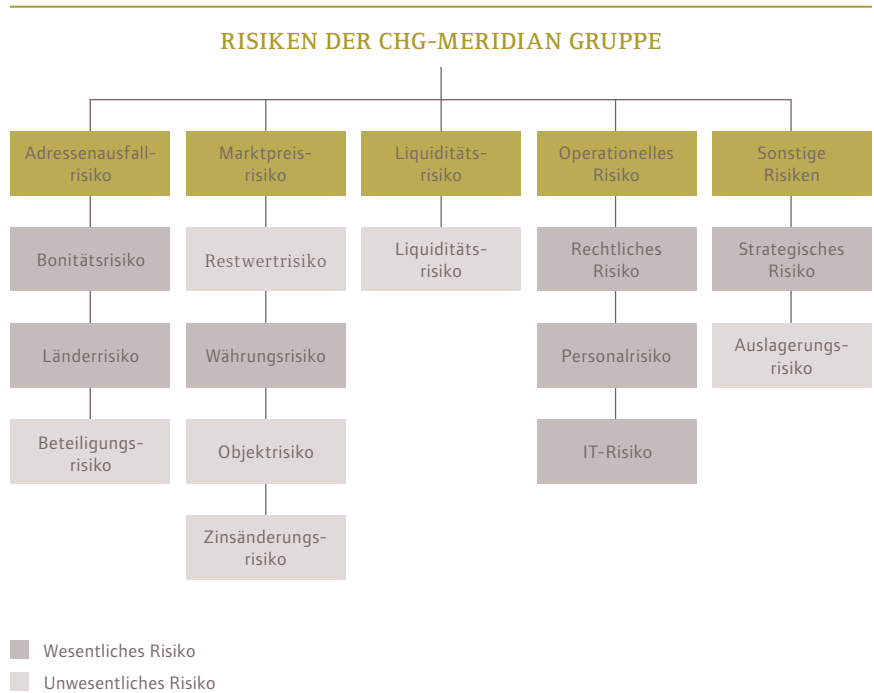 RISIKEN DER CHG-MERIDIAN GRUPPE
Adressenausfall-
risiko
Marktpreis-
risiko
Liquiditäts-
risiko
Operationelles
Risiko
Sonstige
Risiken
Bonitätsrisiko
Restwertrisiko
Liquiditäts-
risiko
Rechtliches
Risiko
Strategisches
Risiko
Länderrisiko
Währungsrisiko
Personalrisiko
Auslagerungs-
risiko
Beteiligungs-
risiko
Objektrisiko
IT-Risiko
Zinsänderungs-
risiko
Wesentliches Risiko
Unwesentliches Risiko